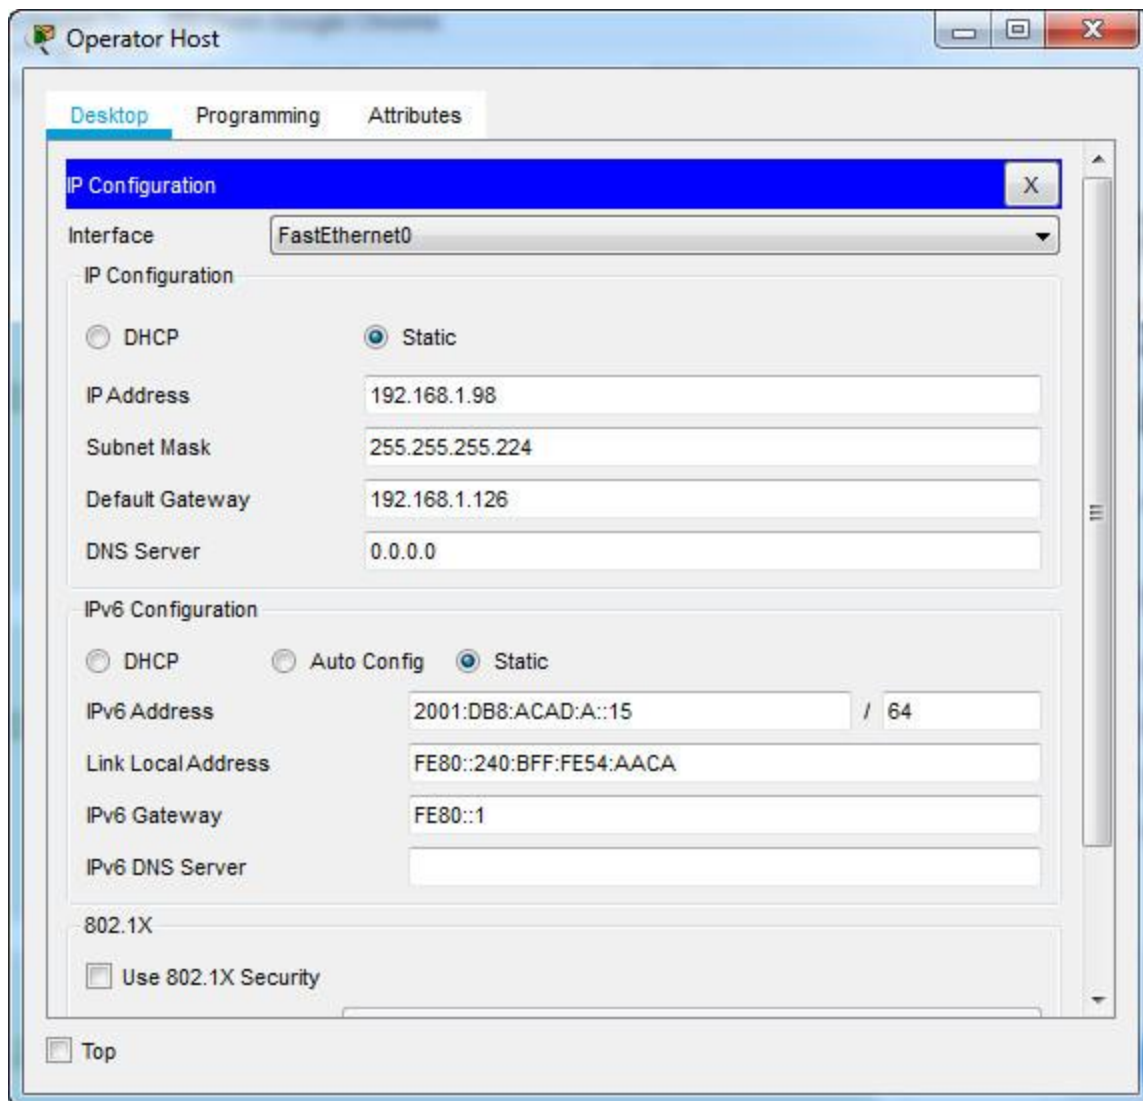 Operator Host
Desktop Programming Attributes
IP Configuration X
Interface FastEthernet0
IP Configuration
DHCP Static
IP Address 192.168.1.98
Subnet Mask 255.255.255.224
Default Gateway 192.168.1.126
DNS Server 0.0.0.0
IPv6 Configuration
DHCP Auto Config Static
IPv6 Address 2001:DB8:ACAD:A::15 / 64
Link Local Address FE80::240:BFF:FE54:AACA
IPv6 Gateway FE80::1
IPv6 DNS Server
802.1X
Use 802.1X Security
Top